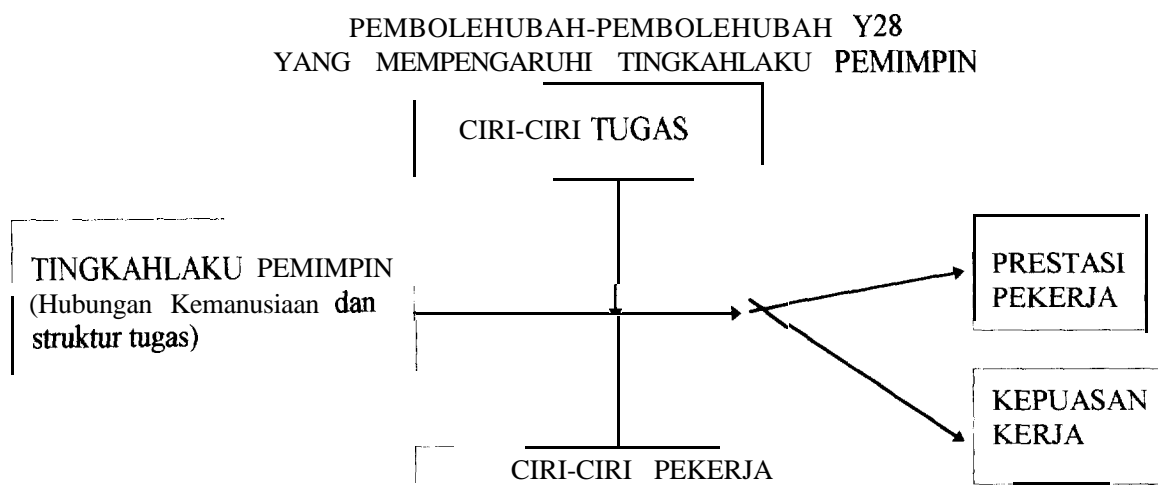 PEMBOLEHUBAH-PEMBOLEHUBAH Y28
YANG MEMPENGARUHI TINGKAHLAKU PEMIMPIN
CIRI-CIRI TUGAS
TINGKAHLAKU PEMIMPIN
(Hubungan Kemanusiaan dan
struktur tugas)
PRESTASI
PEKERJA
KEPUASAN
KERJA
CIRI-CIRI PEKERJA